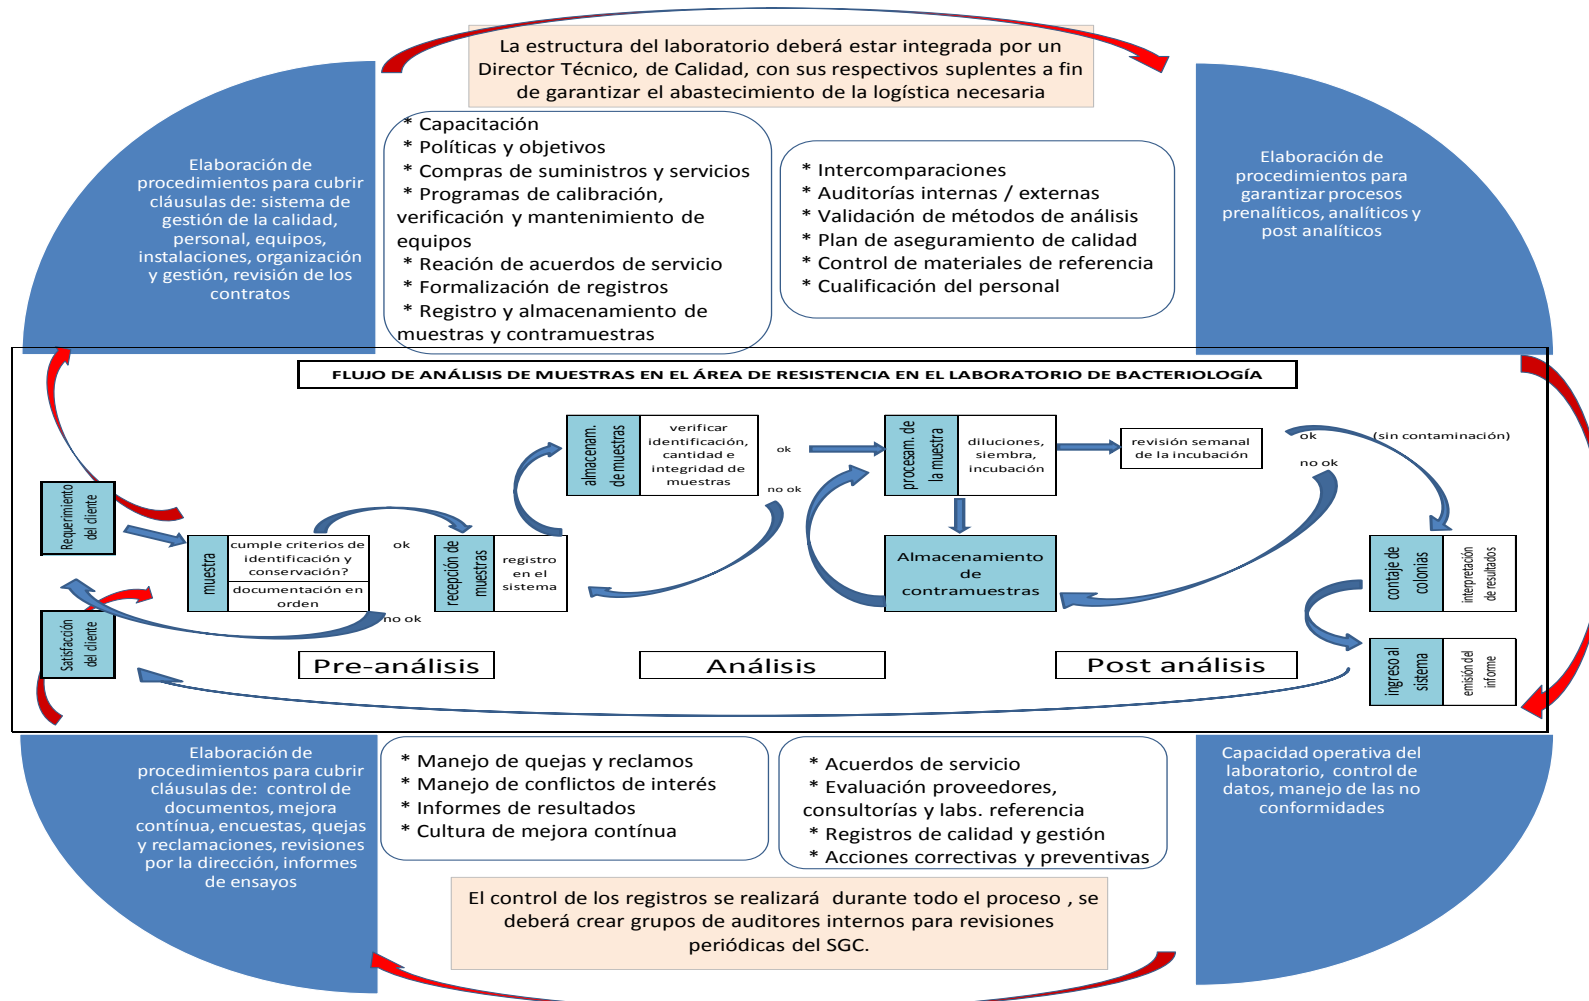 La estructura del laboratorio deberá estar integrada por un
Director Técnico, de Calidad, con sus respectivos suplentes a fin
de garantizar el abastecimiento de la logística necesaria
Elaboración de
procedimientos para cubrir
cláusulas de: sistema de
gestión de la calidad,
personal, equipos,
instalaciones, organización
y gestión, revisión de los
contratos
* Capacitación
* Políticas y objetivos
* Compras de suministros y servicios
* Programas de calibración,
verificación y mantenimiento de
equipos
* Reación de acuerdos de servicio
* Formalización de registros
* Registro y almacenamiento de
muestras y contramuestras
* Intercomparaciones
* Auditorías internas / externas
* Validación de métodos de análisis
* Plan de aseguramiento de calidad
* Control de materiales de referencia
* Cualificación del personal
Elaboración de
procedimientos para
garantizar procesos
prenalíticos, analíticos y
post analíticos
FLUJO DE ANÁLISIS DE MUESTRAS EN EL ÁREA DE RESISTENCIA EN EL LABORATORIO DE BACTERIOLOGÍA
Requerimiento
del cliente
Satisfacción
del cliente
muestra
cumple criterios de
identificación y
conservación?
documentación en
orden
ok
no ok
recepción de
muestras
registro
en el
sistema
almacenam.
de muestras
verificar
identificación,
cantidad e
integridad de
muestras
ok
no ok
procesam. de
la muestra
diluciones,
siembra,
incubación
Almacenamiento
de
contramuestras
revisión semanal
de la incubación
ok
(sin contaminación)
no ok
contaje de
colonias
interpretación
de resultados
ingreso al
sistema
emisión del
informe
Pre-análisis
Análisis
Post análisis
Elaboración de
procedimientos para cubrir
cláusulas de: control de
documentos, mejora
contínua, encuestas, quejas
y reclamaciones, revisiones
por la dirección, informes
de ensayos
* Manejo de quejas y reclamos
* Manejo de conflictos de interés
* Informes de resultados
* Cultura de mejora contínua
* Acuerdos de servicio
* Evaluación proveedores,
consultorías y labs. referencia
* Registros de calidad y gestión
* Acciones correctivas y preventivas
Capacidad operativa del
laboratorio, control de
datos, manejo de las no
conformidades
El control de los registros se realizará durante todo el proceso , se
deberá crear grupos de auditores internos para revisiones
periódicas del SGC.